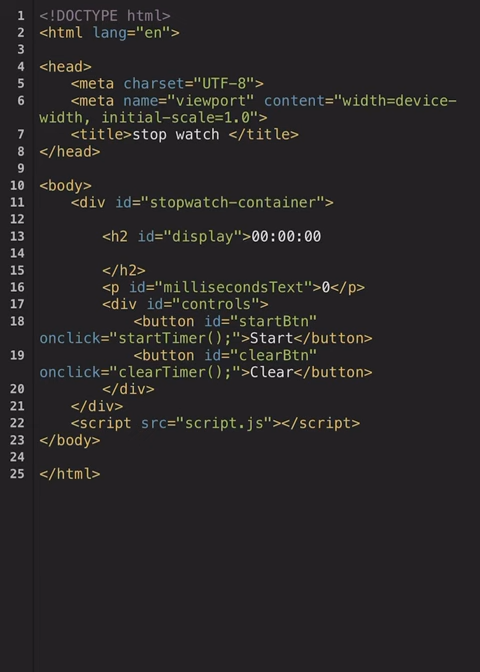 1 <!DOCTYPE html>
2 <html lang="en">
3
4 <head>
5     <meta charset="UTF-8">
6     <meta name="viewport" content="width=device-
width, initial-scale=1.0">
7     <title>stop watch </title>
8 </head>
9
10 <body>
11     <div id="stopwatch-container">
12
13         <h2 id="display">00:00:00
14
15         </h2>
16         <p id="millisecondsText">0</p>
17         <div id="controls">
18             <button id="startBtn"
onclick="startTimer();">Start</button>
19             <button id="clearBtn"
onclick="clearTimer();">Clear</button>
20         </div>
21     </div>
22     <script src="script.js"></script>
23 </body>
24
25 </html>